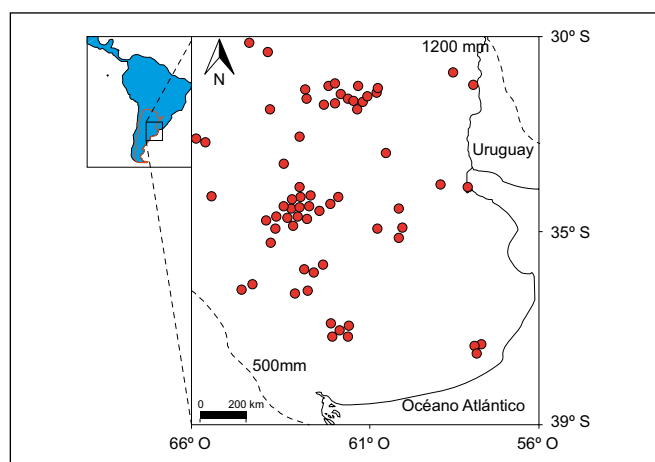 30° S
1200 mm
N
Uruguay
35° S
500mm
0 200 km
Océano Atlántico
39° S
66° O
61° O
56° O